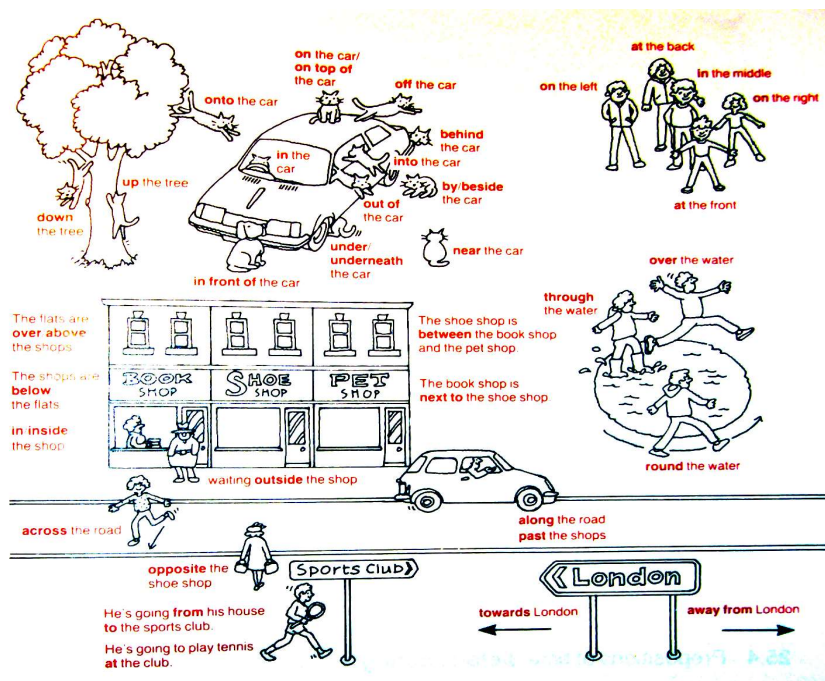 on the car/
on top of
the car
off the car
onto the car
behind
the car
in the
car
into the car
by/beside
the car
out of
the car
up the tree
down
the tree
under/
underneath
the car
near the car
in front of the car
at the back
on the left
in the middle
on the right
at the front
over the water
through
the water
round the water
The flats are
over above
the shops
The shops are
below
the flats
in inside
the shop
BOOK
SHOP
SHOE
SHOP
PET
SHOP
The shoe shop is
between the book shop
and the pet shop.
The book shop is
next to the shoe shop
waiting outside the shop
across the road
along the road
past the shops
opposite the
shoe shop
Sports Club
London
He's going from his house
to the sports club.
He's going to play tennis
at the club.
towards London
away from London
25.4 Prepositions